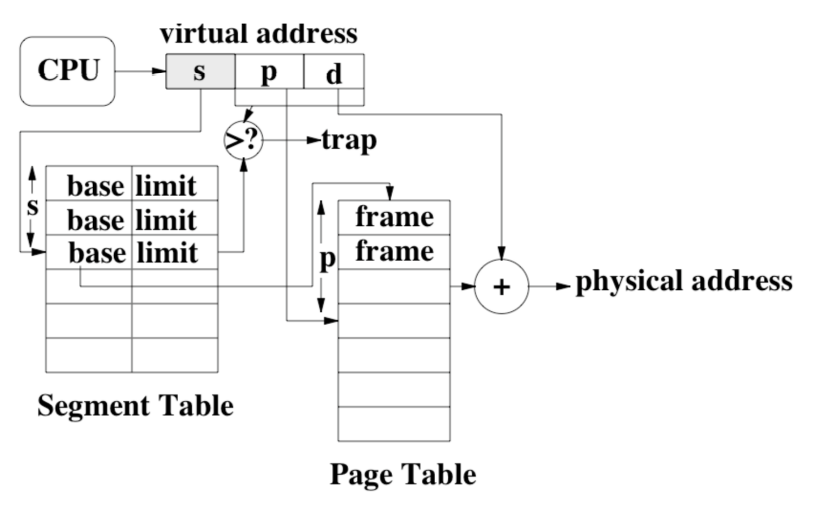 virtual address
CPU
s p d
>? trap
base limit
s
base limit
base limit
frame
frame
p
+ physical address
Segment Table
Page Table